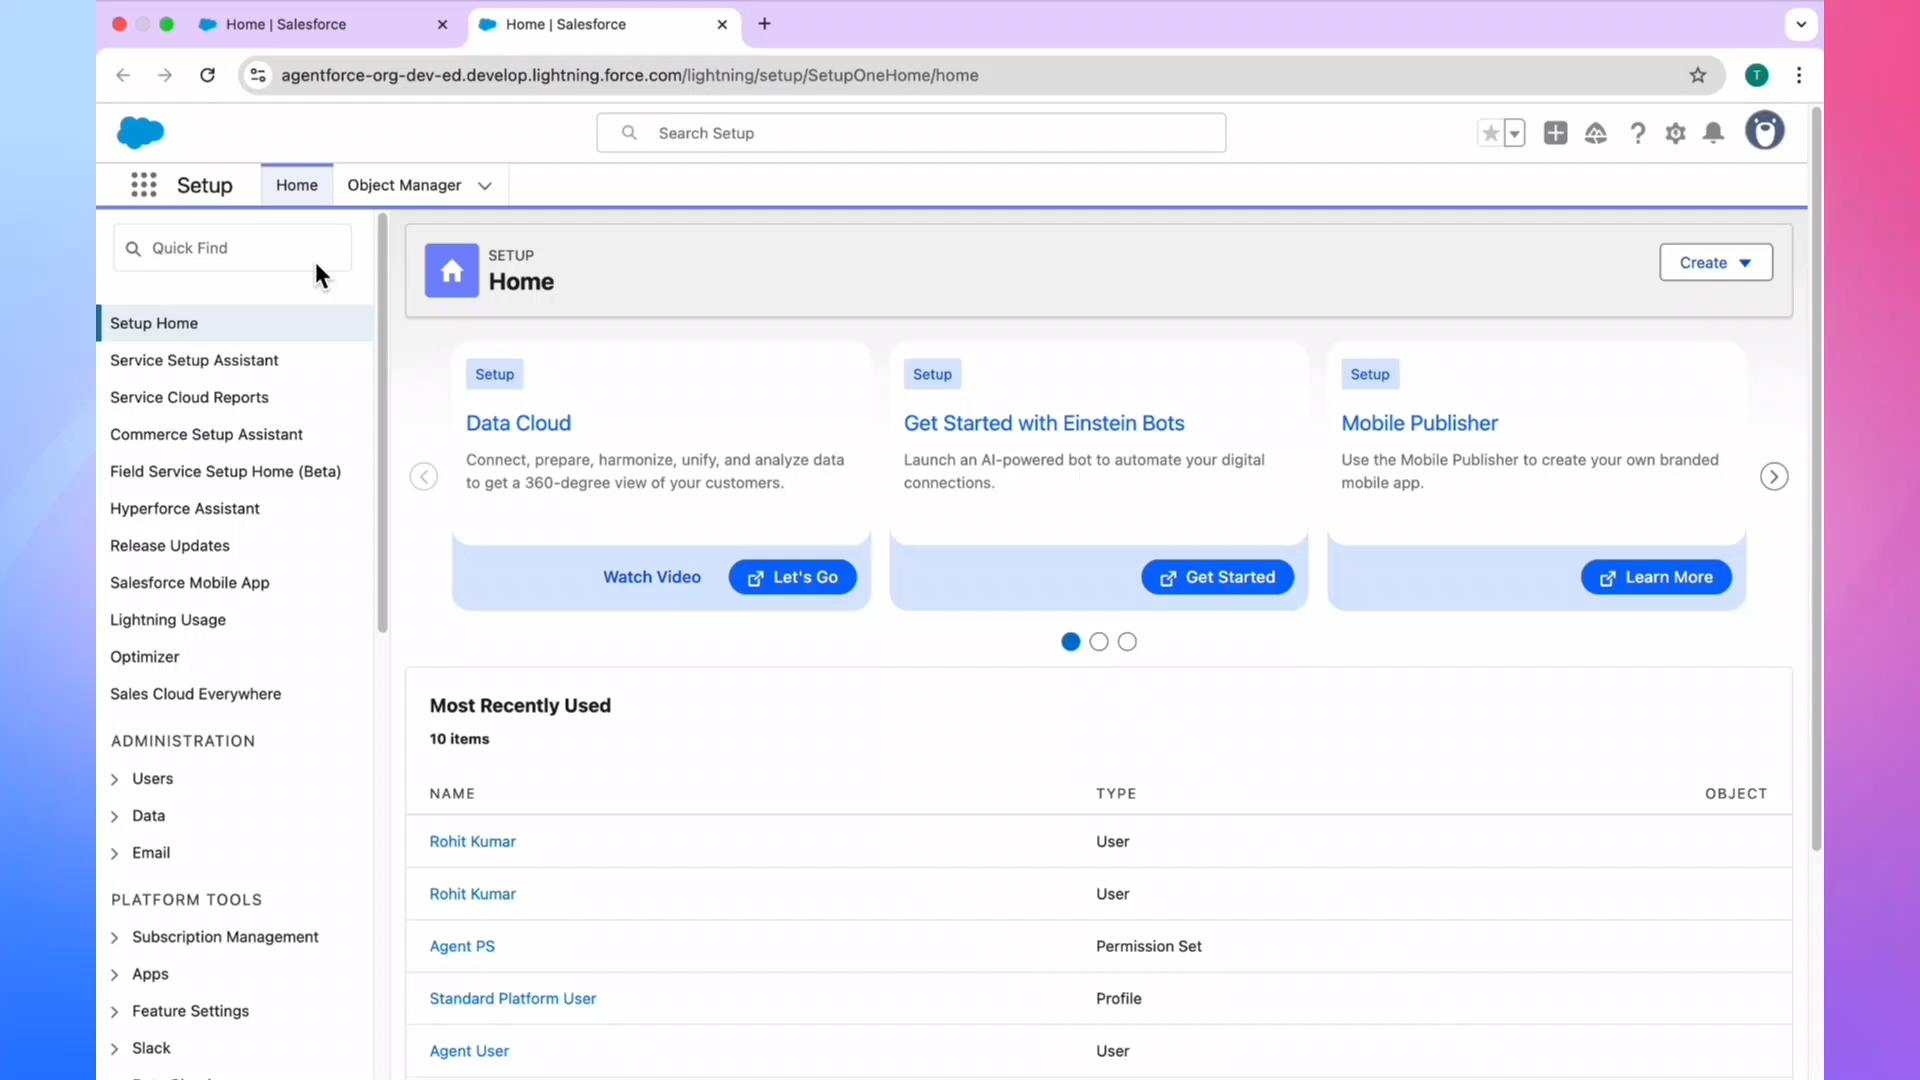 Home | Salesforce
Home | Salesforce
agentforce-org-dev-ed.develop.lightning.force.com/lightning/setup/SetupOneHome/home
T
Search Setup
Setup
Home
Object Manager
Quick Find
Setup Home
Service Setup Assistant
Service Cloud Reports
Commerce Setup Assistant
Field Service Setup Home (Beta)
Hyperforce Assistant
Release Updates
Salesforce Mobile App
Lightning Usage
Optimizer
Sales Cloud Everywhere
ADMINISTRATION
Users
Data
Email
PLATFORM TOOLS
Subscription Management
Apps
Feature Settings
Slack
SETUP
Home
Create
Setup
Data Cloud
Connect, prepare, harmonize, unify, and analyze data
to get a 360-degree view of your customers.
Watch Video
Let's Go
Setup
Get Started with Einstein Bots
Launch an AI-powered bot to automate your digital
connections.
Get Started
Setup
Mobile Publisher
Use the Mobile Publisher to create your own branded
mobile app.
Learn More
Most Recently Used
10 items
NAME TYPE OBJECT
Rohit Kumar User
Rohit Kumar User
Agent PS Permission Set
Standard Platform User Profile
Agent User User